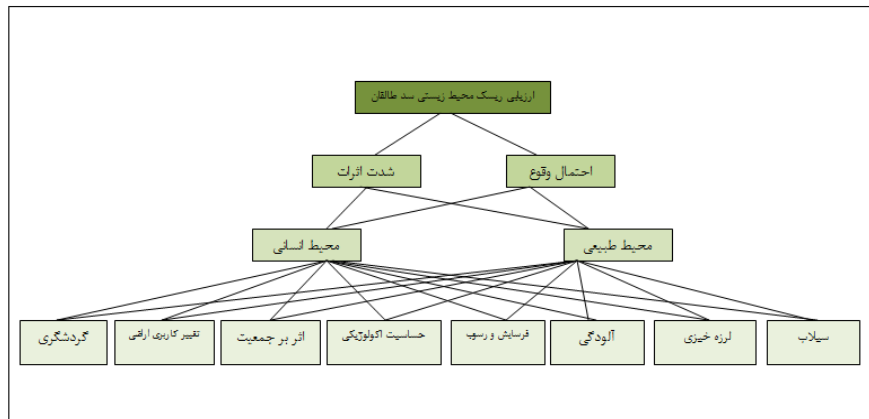 ارزیابی ریسک محیط زیستی سد طالقان
احتمال وقوع
شدت اثرات
محیط طبیعی
محیط انسانی
سیلاب
لرزه خیزی
آلودگی
فرسایش و رسوب
حساسیت اکولوژیکی
اثر بر جمعیت
تغییر کاربری اراضی
گردشگری